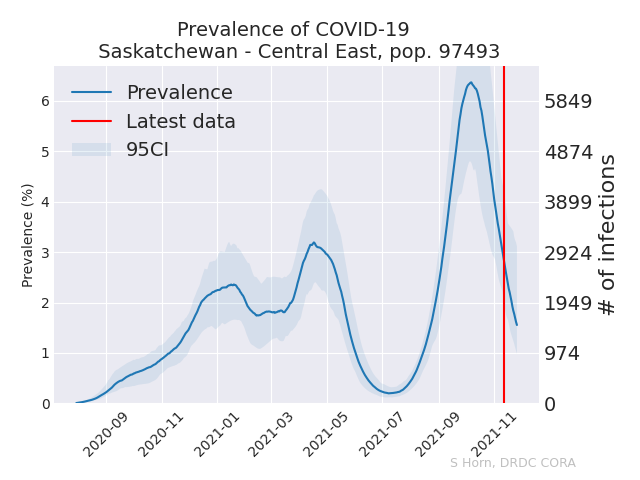 Prevalence of COVID-19
Saskatchewan - Central East, pop. 97493
Prevalence
Latest data
95CI
Prevalence (%)
6
5
4
3
2
1
0
5849
4874
3899
2924
1949
974
0
# of infections
2020-09
2020-11
2021-01
2021-03
2021-05
2021-07
2021-09
2021-11
S Horn, DRDC CORA